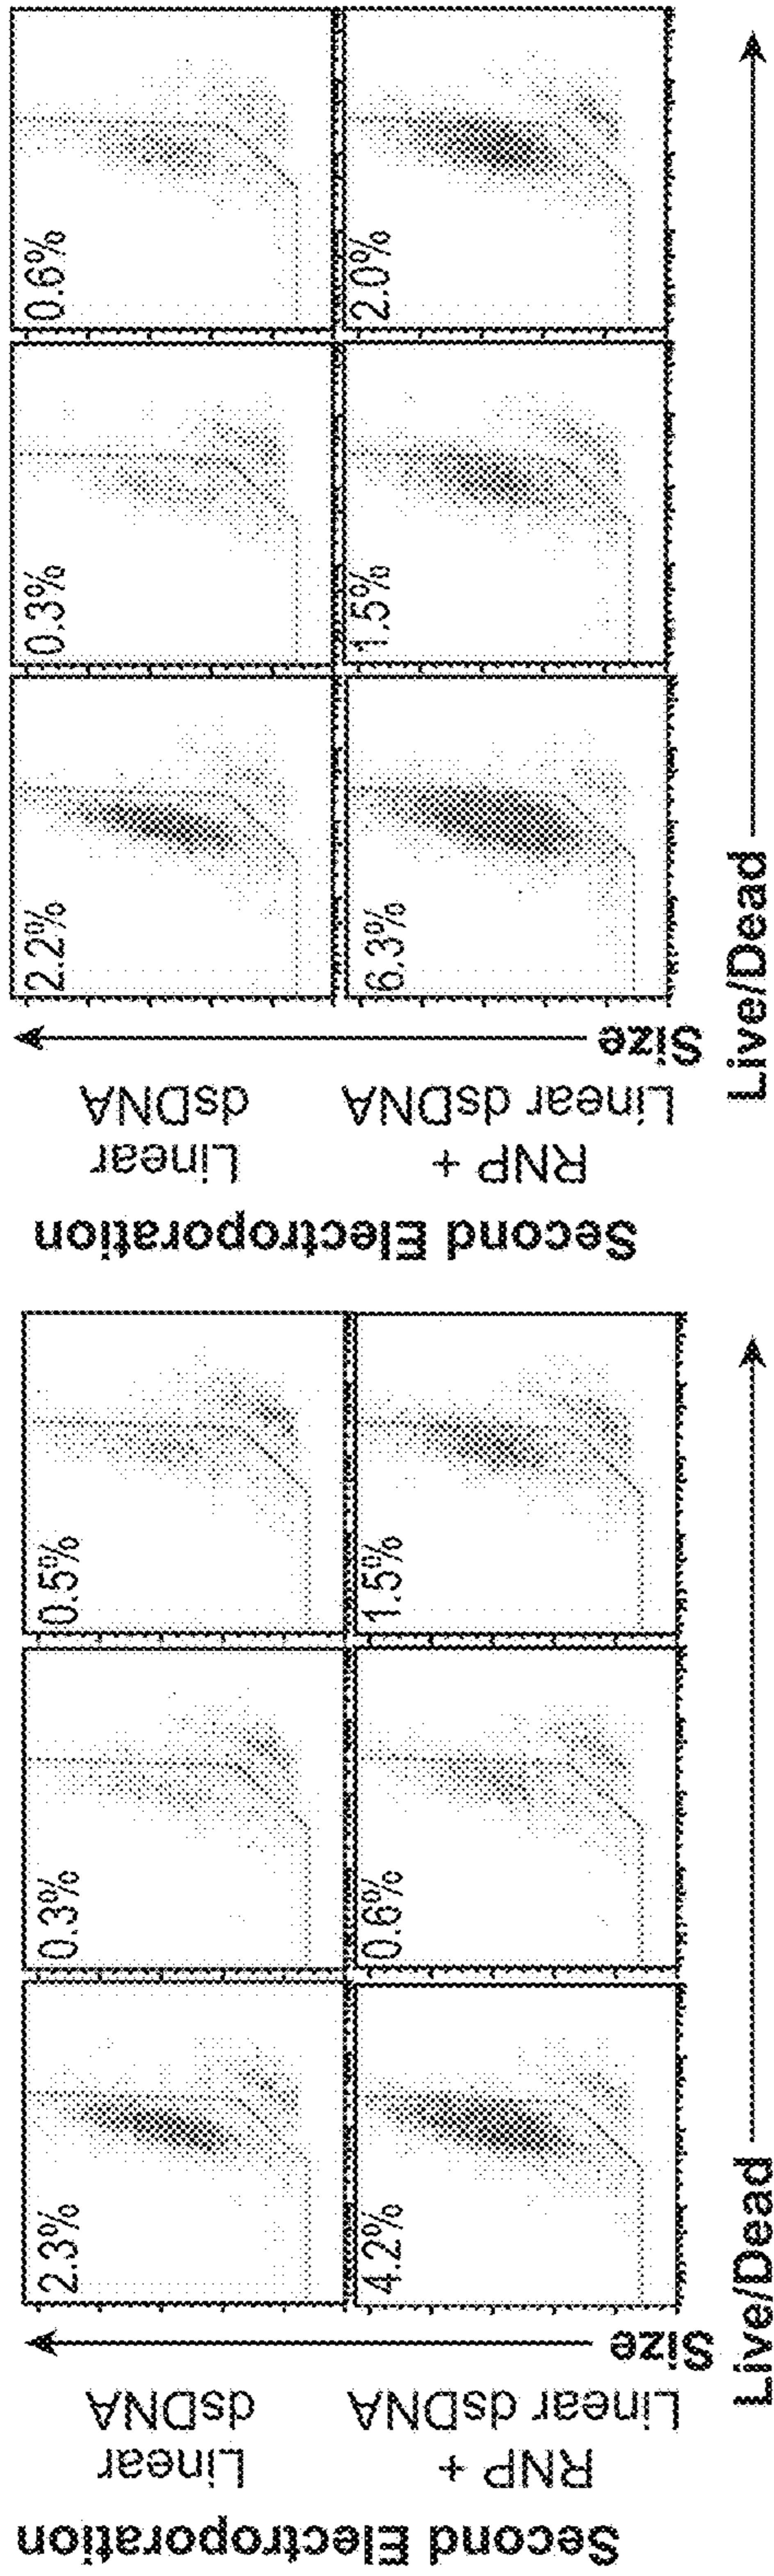 Second Electroporation
Linear
dsDNA
RNP +
Linear dsDNA
Size
2.3%
0.3%
0.5%
4.2%
0.6%
1.5%
Live/Dead
Second Electroporation
Linear
dsDNA
RNP +
Linear dsDNA
Size
2.2%
0.3%
0.6%
6.3%
1.5%
2.0%
Live/Dead